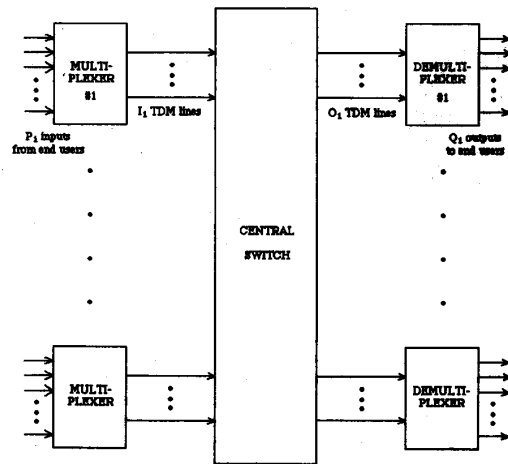 MULTI-
PLEXER
#1
I₁ TDM lines
P₁ inputs
from end users
CENTRAL
SWITCH
DEMULTI-
PLEXER
#1
O₁ TDM lines
Q₁ outputs
to end users
MULTI-
PLEXER
DEMULTI-
PLEXER